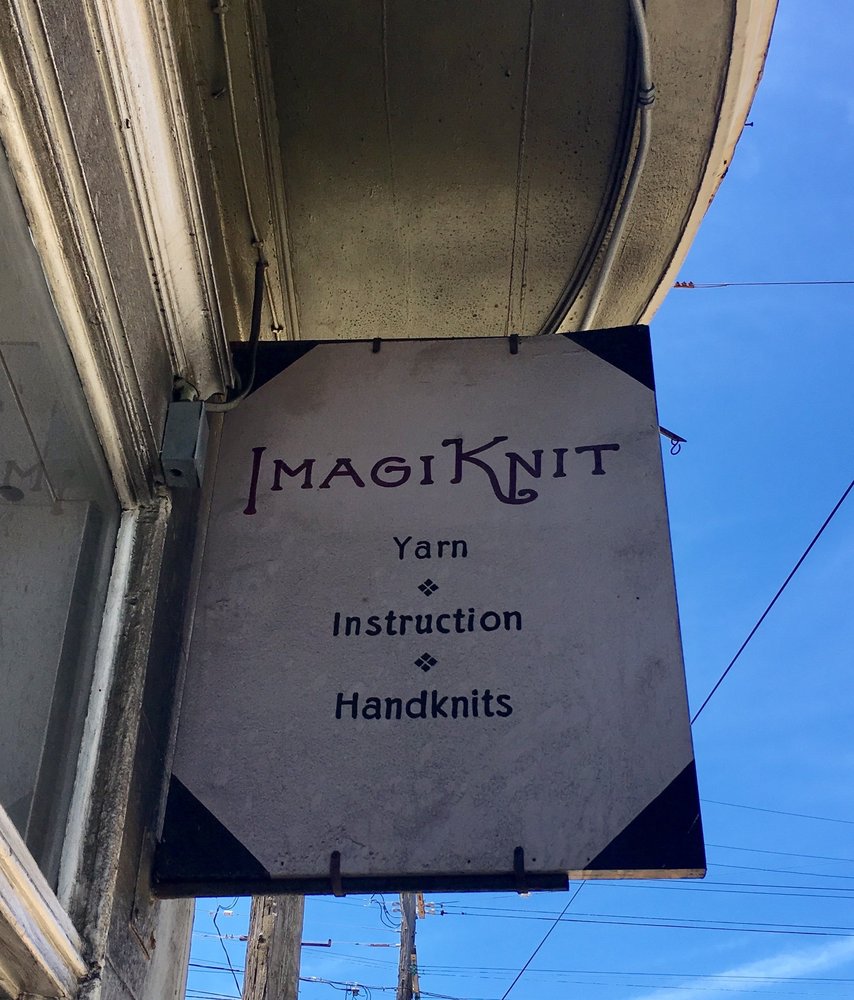 ImagiKnit
Yarn
Instruction
Handknits